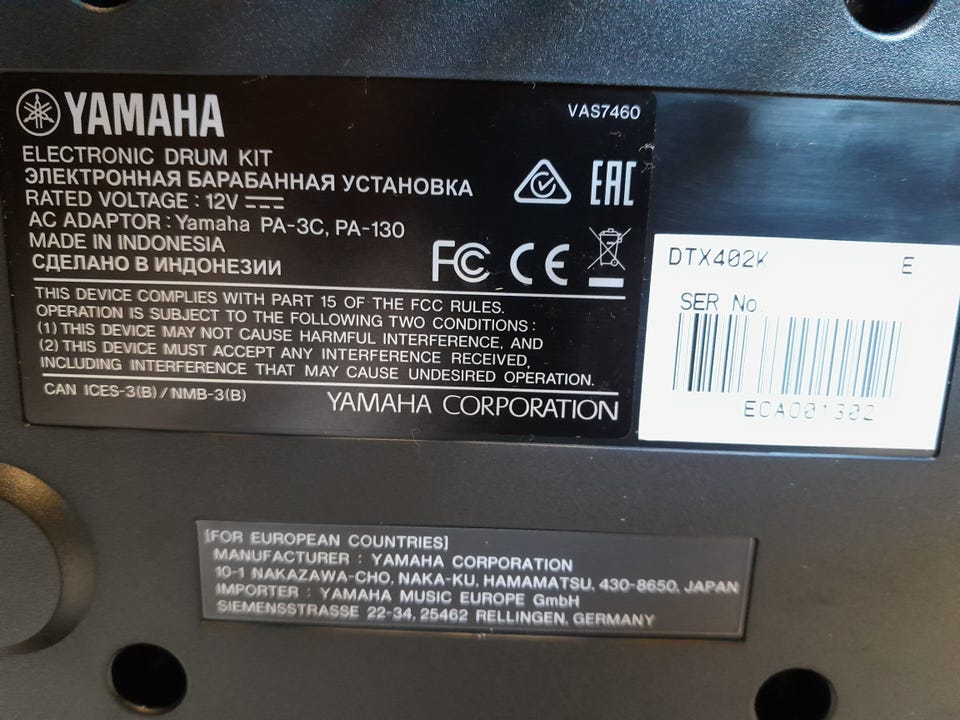 YAMAHA
VAS7460
ELECTRONIC DRUM KIT
ЭЛЕКТРОННАЯ БАРАБАННАЯ УСТАНОВКА
RATED VOLTAGE : 12V
AC ADAPTOR : Yamaha PA-3C, PA-130
MADE IN INDONESIA
СДЕЛАНО В ИНДОНЕЗИИ
EAC
FC CE
THIS DEVICE COMPLIES WITH PART 15 OF THE FCC RULES.
OPERATION IS SUBJECT TO THE FOLLOWING TWO CONDITIONS :
(1) THIS DEVICE MAY NOT CAUSE HARMFUL INTERFERENCE, AND
(2) THIS DEVICE MUST ACCEPT ANY INTERFERENCE RECEIVED,
INCLUDING INTERFERENCE THAT MAY CAUSE UNDESIRED OPERATION.
CAN ICES-3(B) / NMB-3(B)
YAMAHA CORPORATION
DTX402K E
SER No.
ECAO01302
[FOR EUROPEAN COUNTRIES]
MANUFACTURER : YAMAHA CORPORATION
10-1 NAKAZAWA-CHO, NAKA-KU, HAMAMATSU, 430-8650, JAPAN
IMPORTER : YAMAHA MUSIC EUROPE GmbH
SIEMENSSTRASSE 22-34, 25462 RELLINGEN, GERMANY